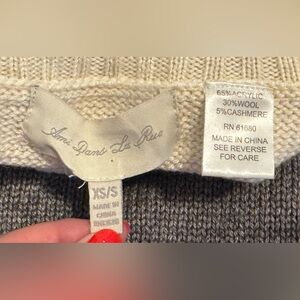 Ami Dans La Rue
65%ACRYLIC
30%WOOL
5%CASHMERE
RN 61680
MADE IN CHINA
SEE REVERSE
FOR CARE
XS/S
MADE IN
CHINA